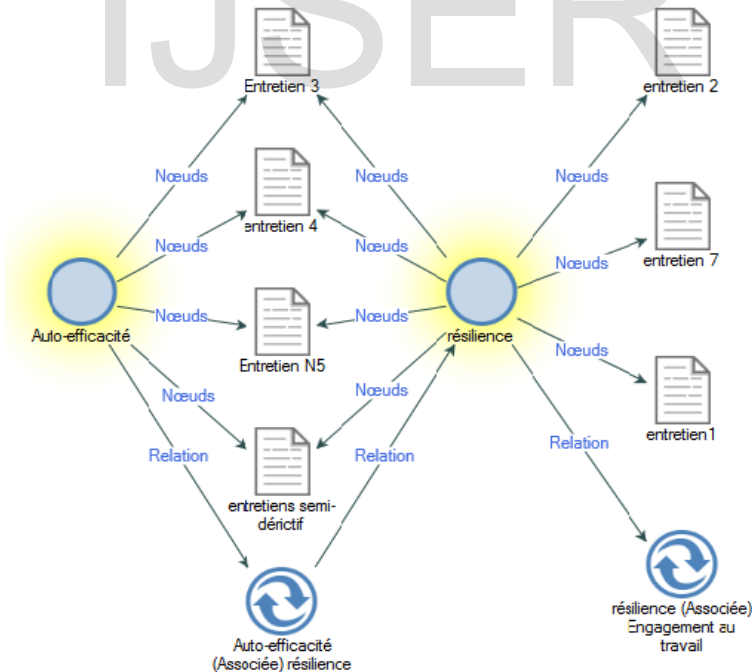 IJSER
Entretien 3
entretien 2
Nœuds
Nœuds
Nœuds
entretien 4
Nœuds
Nœuds
Nœuds
entretien 7
Auto-efficacité
Nœuds
Nœuds
résilience
Entretien N5
Nœuds
Nœuds
Nœuds
entretien1
Relation
Relation
Relation
entretiens semi-
dérictif
Auto-efficacité
(Associée) résilience
résilience (Associée)
Engagement au
travail